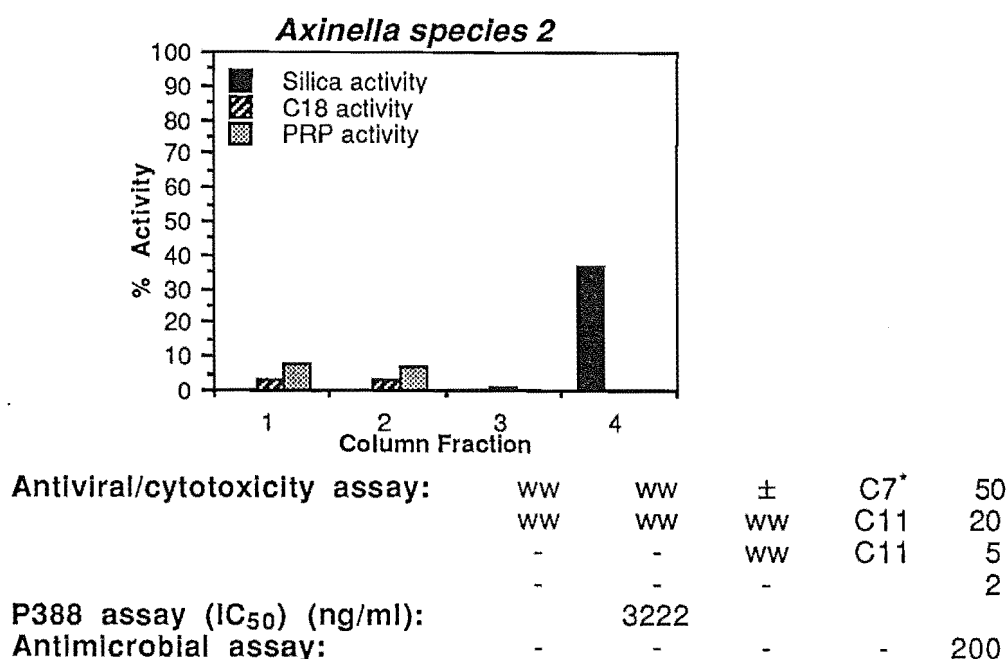 Axinella species 2
100
90
80
70
60
50
40
30
20
10
0
% Activity
Silica activity
C18 activity
PRP activity
1 2 3 4
Column Fraction
Antiviral/cytotoxicity assay: ww ww ± C7* 50
ww ww ww C11 20
- - ww C11 5
- - - 2
P388 assay (IC50) (ng/ml): 3222
Antimicrobial assay: - - - - 200